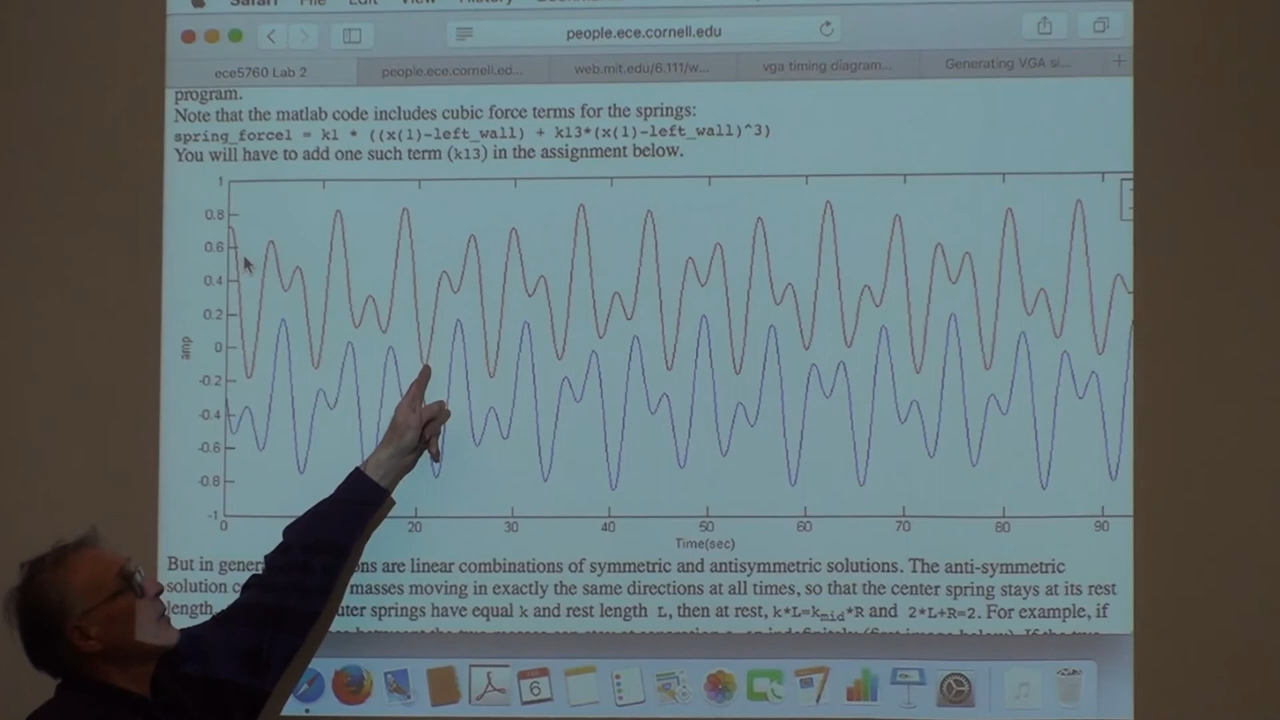 Safari File Edit View History
people.ece.cornell.edu
ece5760 Lab 2 people.ece.cornell.ed... web.mit.edu/6.111/w... vga timing diagram... Generating VGA si...
program.
Note that the matlab code includes cubic force terms for the springs:
spring_force1 = k1 * ((x(1)-left_wall) + k13*(x(1)-left_wall)^3)
You will have to add one such term (k13) in the assignment below.
1
0.8
0.6
0.4
0.2
0
-0.2
-0.4
-0.6
-0.8
-1
amp
0 20 30 40 50 60 70 80 90
Time(sec)
But in gener ns are linear combinations of symmetric and antisymmetric solutions. The anti-symmetric
solution c masses moving in exactly the same directions at all times, so that the center spring stays at its rest
length. uter springs have equal k and rest length L, then at rest, k*L=kmid*R and 2*L+R=2. For example, if
6